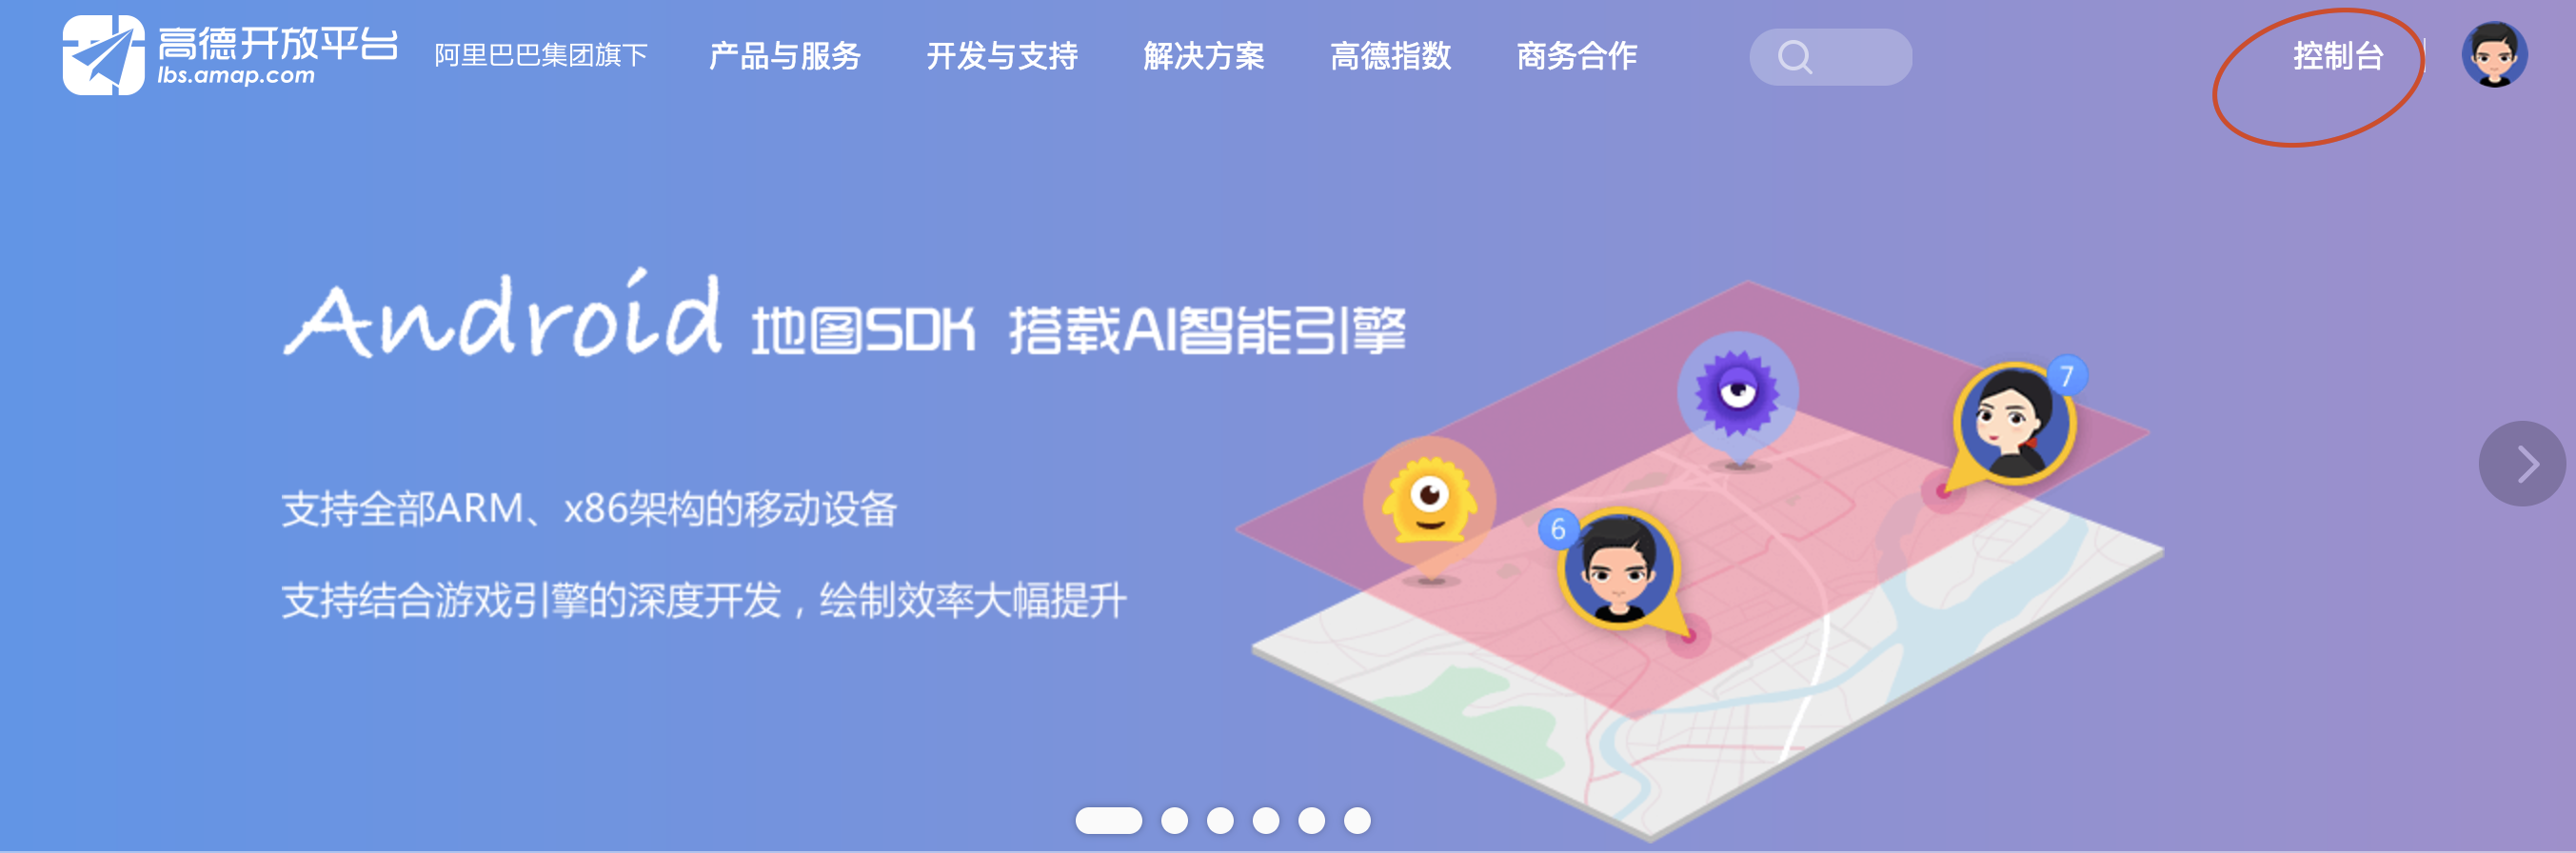 高德开放平台
lbs.amap.com
阿里巴巴集团旗下 产品与服务 开发与支持 解决方案 高德指数 商务合作 控制台
Android 地图SDK 搭载AI智能引擎
7
6
支持全部ARM、x86架构的移动设备
支持结合游戏引擎的深度开发，绘制效率大幅提升